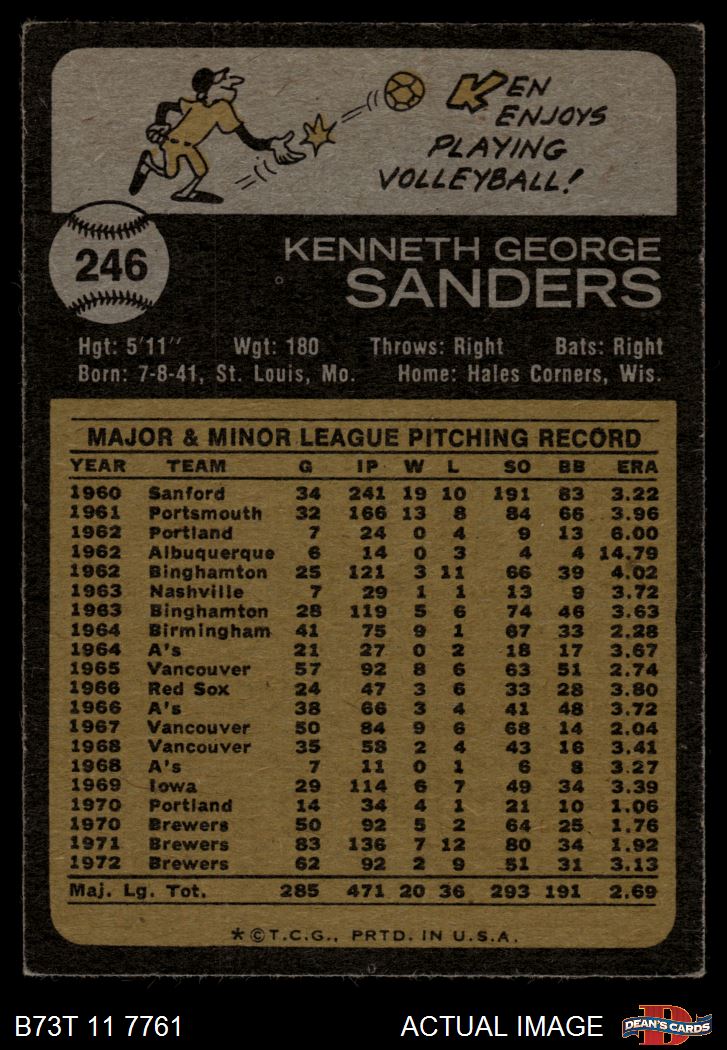 KEN
ENJOYS
PLAYING
VOLLEYBALL!
246
KENNETH GEORGE
SANDERS
Hgt: 5'11" Wgt: 180 Throws: Right Bats: Right
Born: 7-8-41, St. Louis, Mo. Home: Hales Corners, Wis.
MAJOR & MINOR LEAGUE PITCHING RECORD
YEAR TEAM G IP W L SO BB ERA
1960 Sanford 34 241 19 10 191 83 3.22
1961 Portsmouth 32 166 13 8 84 66 3.96
1962 Portland 7 24 0 4 9 13 6.00
1962 Albuquerque 6 14 0 3 4 4 14.79
1962 Binghamton 25 121 3 11 66 39 4.02
1963 Nashville 7 29 1 1 13 9 3.72
1963 Binghamton 28 119 5 6 74 46 3.63
1964 Birmingham 41 75 9 1 67 33 2.28
1964 A's 21 27 0 2 18 17 3.67
1965 Vancouver 57 92 8 6 63 51 2.74
1966 Red Sox 24 47 3 6 33 28 3.80
1966 A's 38 66 3 4 41 48 3.72
1967 Vancouver 50 84 9 6 68 14 2.04
1968 Vancouver 35 58 2 4 43 16 3.41
1968 A's 7 11 0 1 6 8 3.27
1969 Iowa 29 114 6 7 49 34 3.39
1970 Portland 14 34 4 1 21 10 1.06
1970 Brewers 50 92 5 2 64 25 1.76
1971 Brewers 83 136 7 12 80 34 1.92
1972 Brewers 62 92 2 9 51 31 3.13
Maj. Lg. Tot. 285 471 20 36 293 191 2.69
*©T.C.G., PRTD. IN U.S.A.
B73T 11 7761 ACTUAL IMAGE
D
DEAN'S CARDS